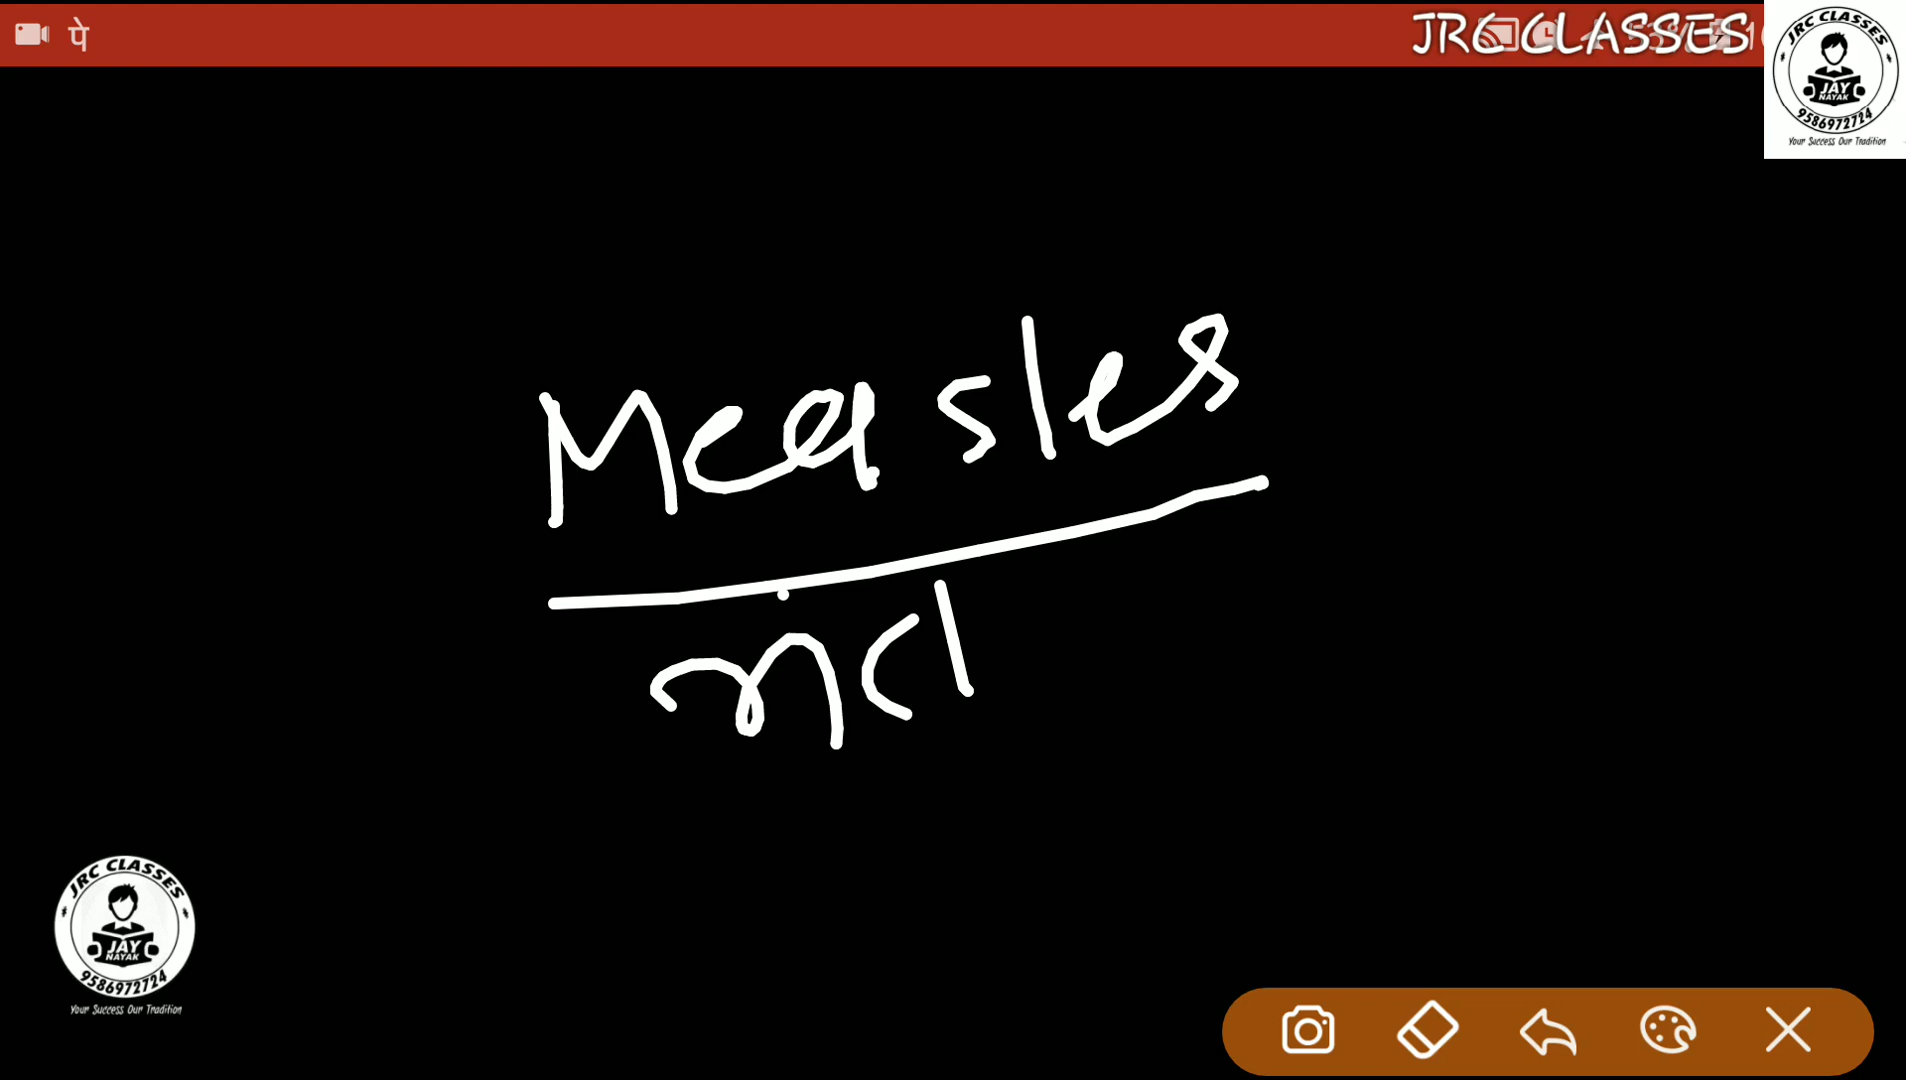 पे
JRC CLASSES
JRC CLASSES
JAY
NAYAK
9586972724
Your Success Our Tradition
Measles
JRC CLASSES
JAY
NAYAK
9586972724
Your Success Our Tradition